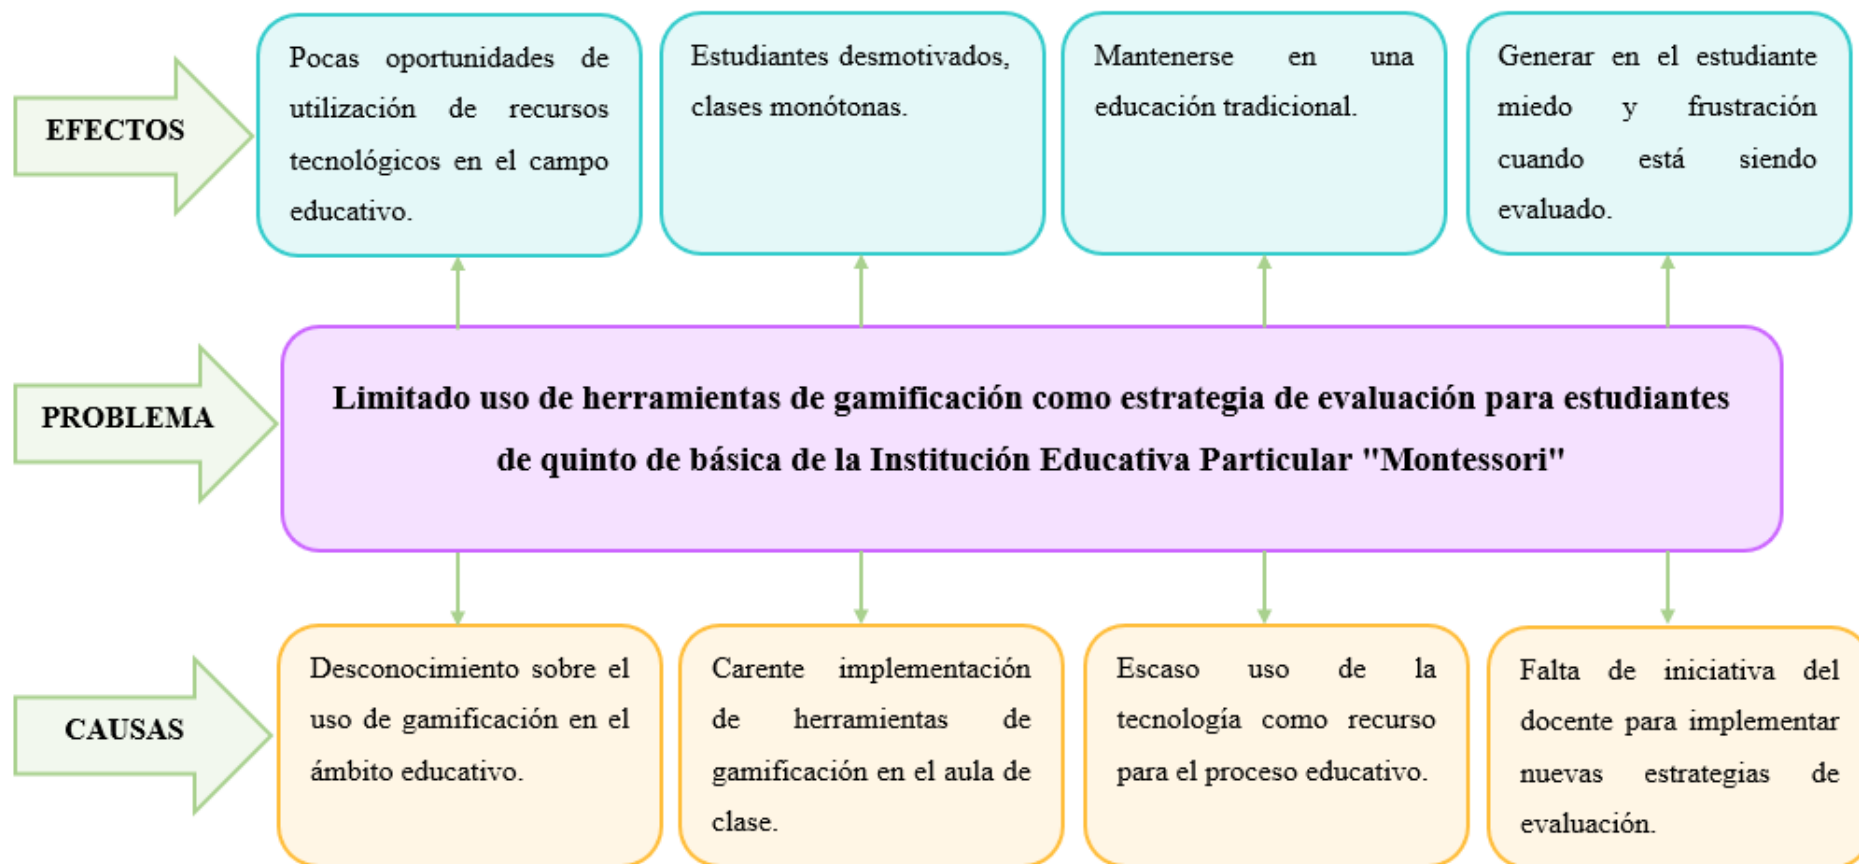 EFECTOS
Pocas oportunidades de
utilización de recursos
tecnológicos en el campo
educativo.
Estudiantes desmotivados,
clases monótonas.
Mantenerse en una
educación tradicional.
Generar en el estudiante
miedo y frustración
cuando está siendo
evaluado.
PROBLEMA
Limitado uso de herramientas de gamificación como estrategia de evaluación para estudiantes
de quinto de básica de la Institución Educativa Particular "Montessori"
CAUSAS
Desconocimiento sobre el
uso de gamificación en el
ámbito educativo.
Carente implementación
de herramientas de
gamificación en el aula de
clase.
Escaso uso de la
tecnología como recurso
para el proceso educativo.
Falta de iniciativa del
docente para implementar
nuevas estrategias de
evaluación.